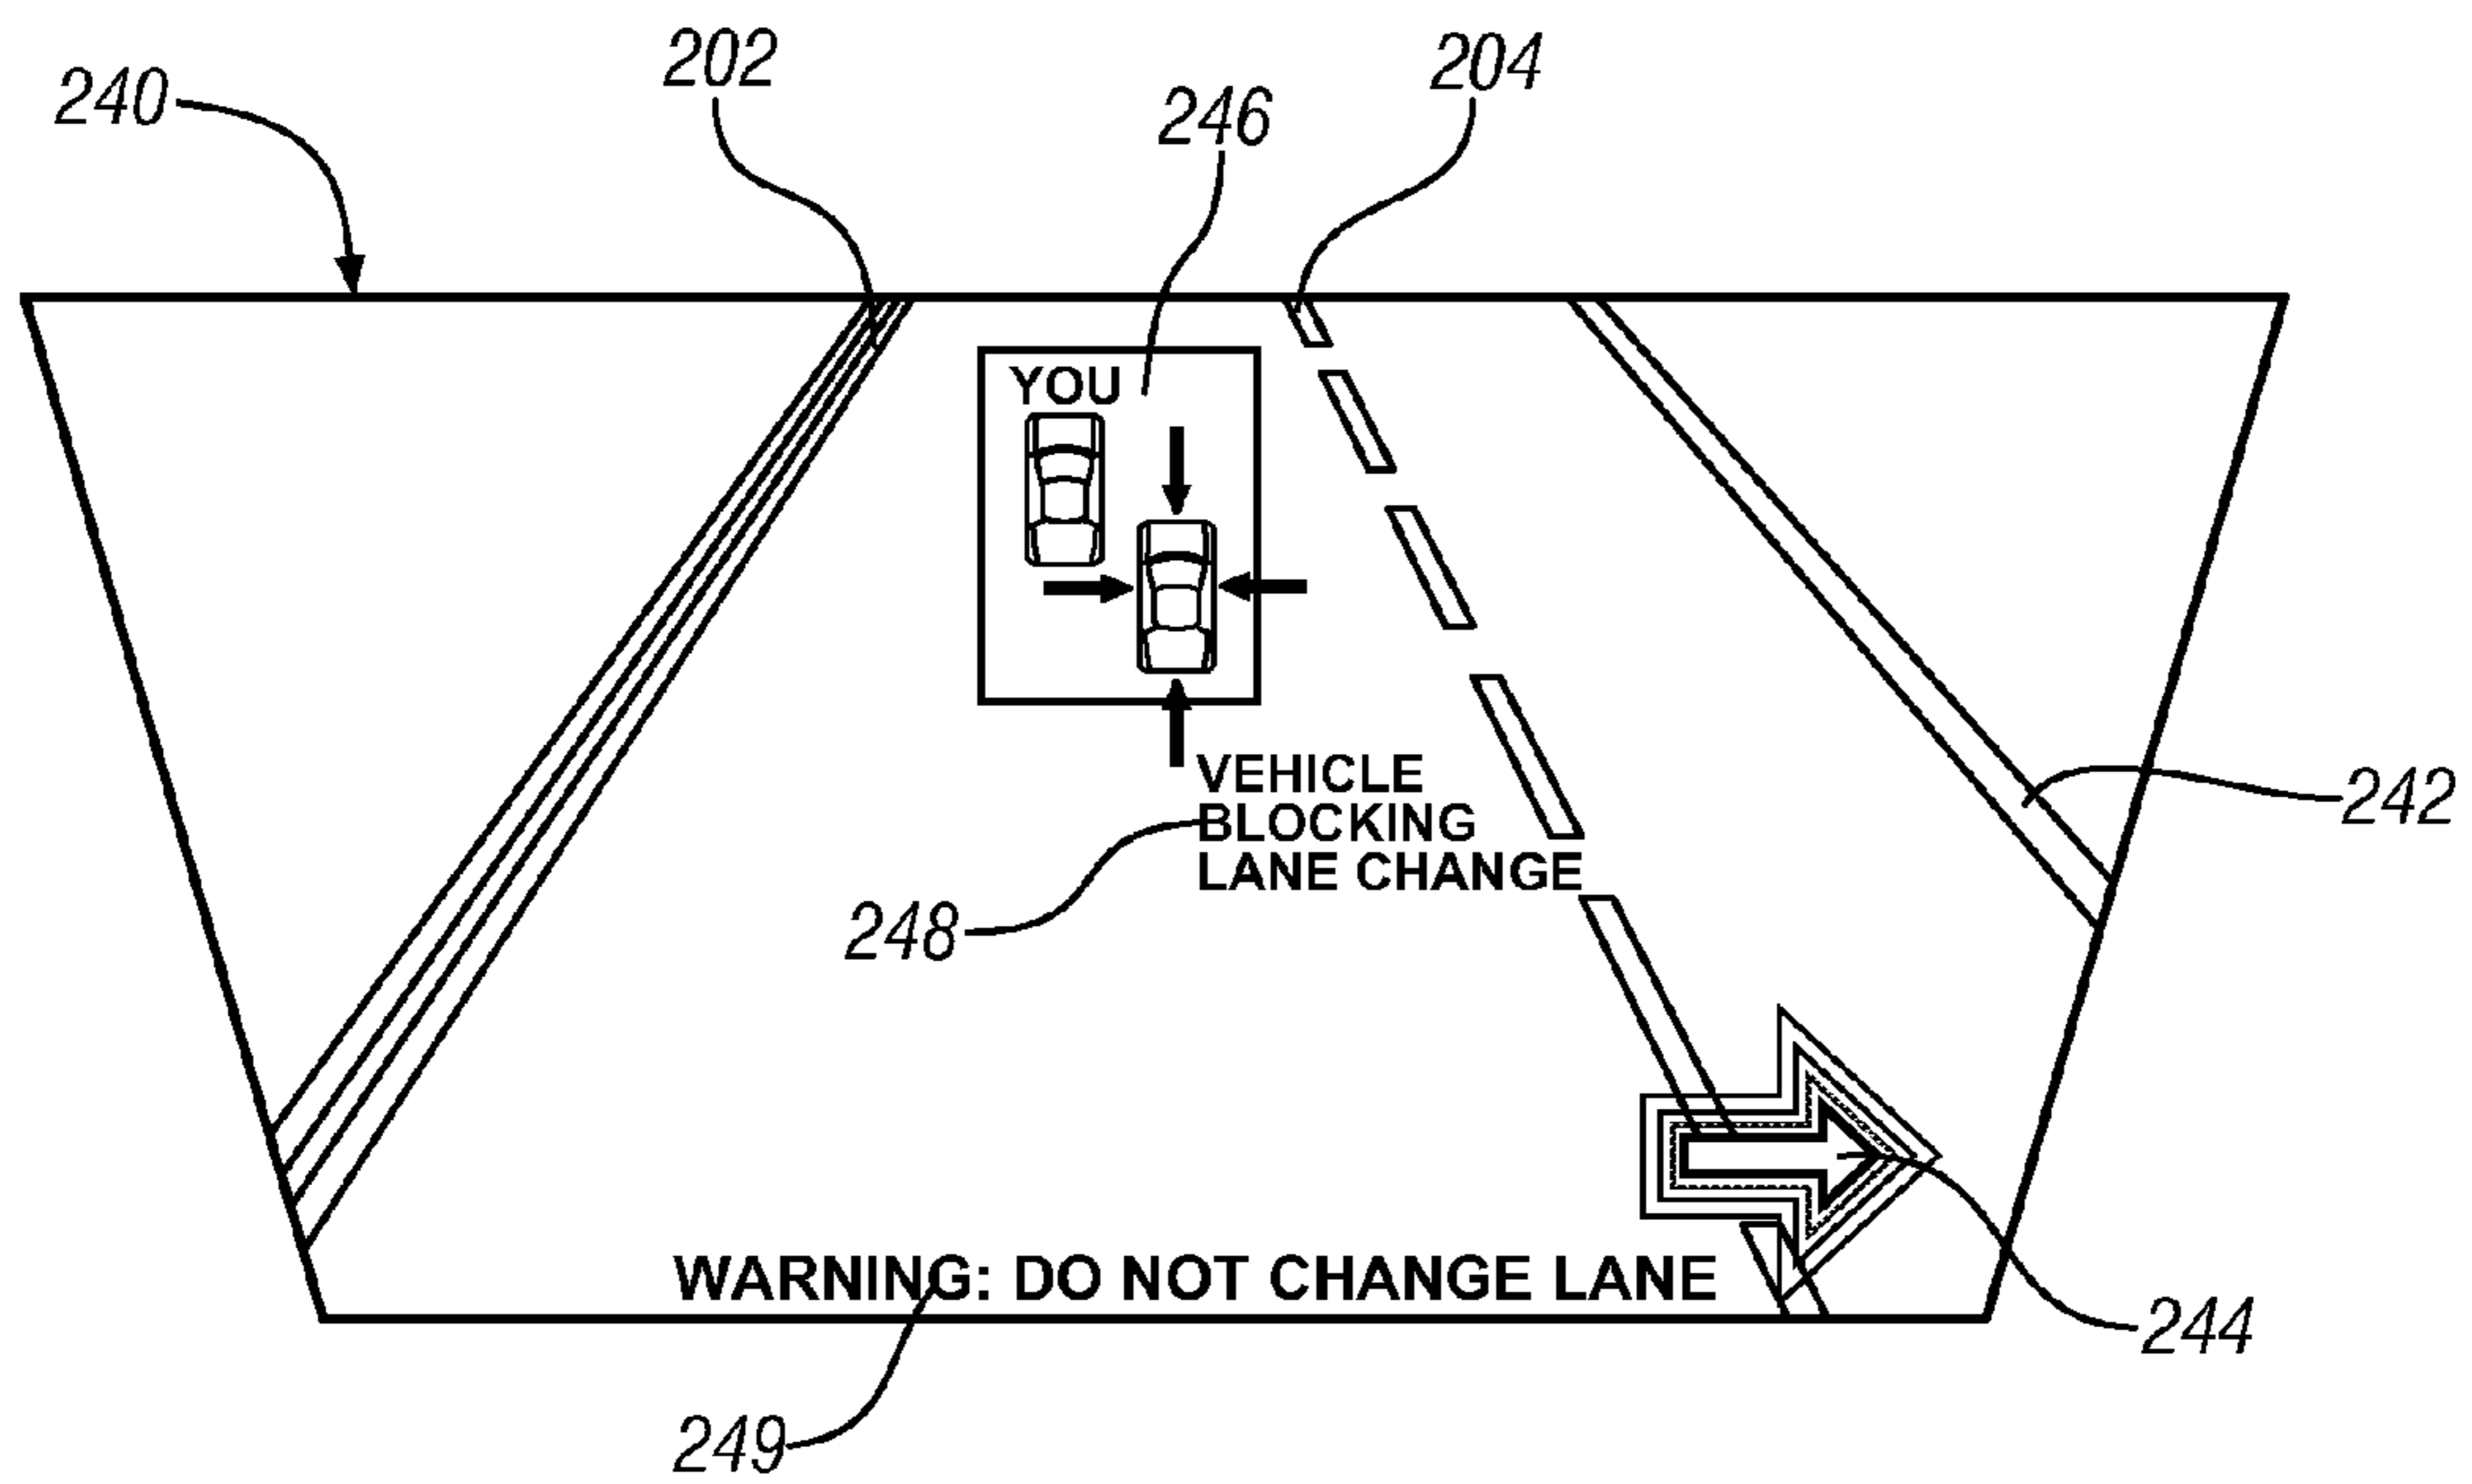 202
204
240
246
YOU
VEHICLE
BLOCKING
LANE CHANGE
242
248
WARNING: DO NOT CHANGE LANE
244
249